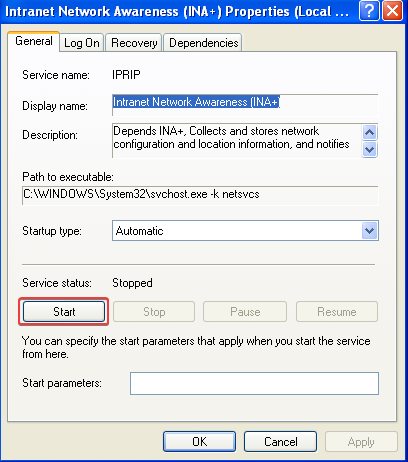 Intranet Network Awareness (INA+) Properties (Local ...
General Log On Recovery Dependencies
Service name: IPRIP
Display name: Intranet Network Awareness (INA+
Description: Depends INA+, Collects and stores network
configuration and location information, and notifies
Path to executable:
C:\WINDOWS\System32\svchost.exe -k netsvcs
Startup type: Automatic
Service status: Stopped
Start Stop Pause Resume
You can specify the start parameters that apply when you start the service
from here.
Start parameters:
OK Cancel Apply